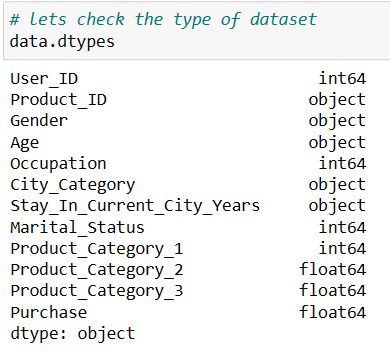 # lets check the type of dataset
data.dtypes
User_ID int64
Product_ID object
Gender object
Age object
Occupation int64
City_Category object
Stay_In_Current_City_Years object
Marital_Status int64
Product_Category_1 int64
Product_Category_2 float64
Product_Category_3 float64
Purchase float64
dtype: object